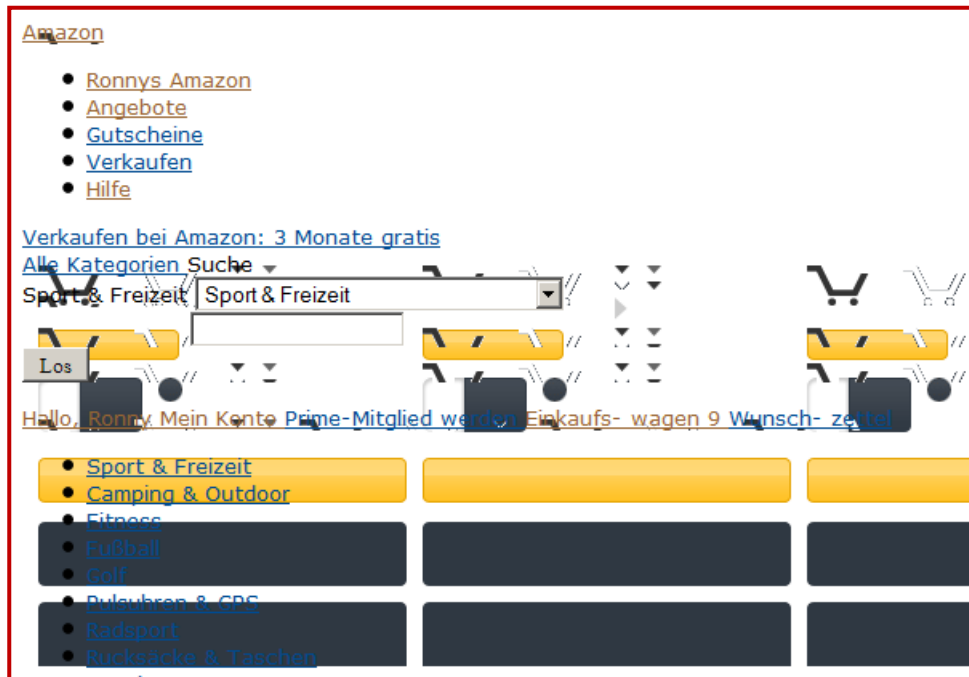 Amazon
Ronnys Amazon
Angebote
Gutscheine
Verkaufen
Hilfe
Verkaufen bei Amazon: 3 Monate gratis
Alle Kategorien Suche
Sport & Freizeit Sport & Freizeit
Los
Hallo, Ronny Mein Konto Prime-Mitglied werden Einkaufs- wagen 9 Wunsch- zettel
Sport & Freizeit
Camping & Outdoor
Fitness
Fußball
Golf
Pulsuhren & GPS
Radsport
Rucksäcke & Taschen